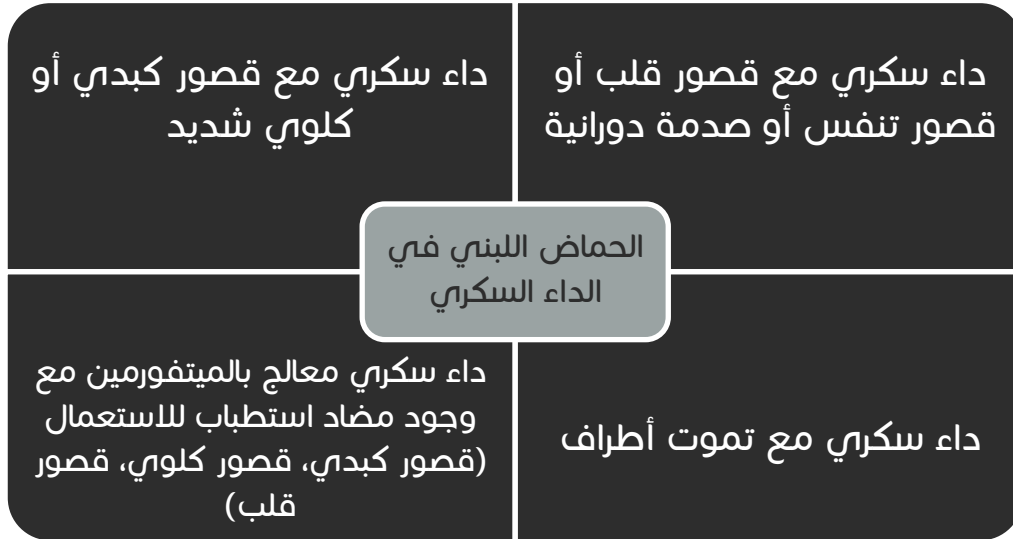 داء سكري مع قصور قلب أو
قصور تنفس أو صدمة دورانية
داء سكري مع قصور كبدي أو
كلوي شديد
الحماض اللبني في
الداء السكري
داء سكري مع تموت أطراف
داء سكري معالج بالميتفورمين مع
وجود مضاد استطباب للاستعمال
(قصور كبدي، قصور كلوي، قصور
قلب)